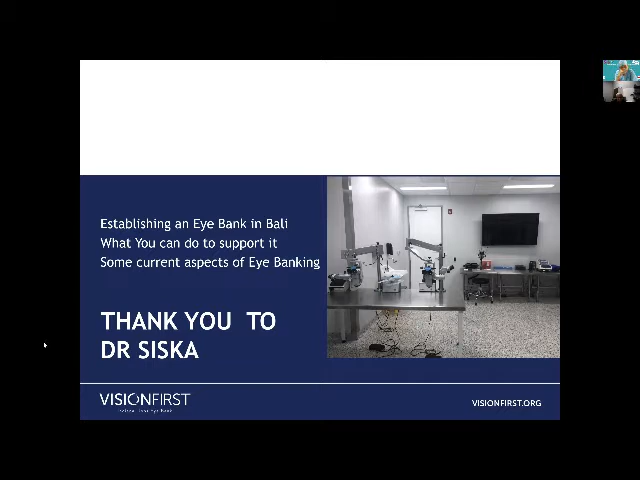 Establishing an Eye Bank in Bali
What You can do to support it
Some current aspects of Eye Banking
THANK YOU TO
DR SISKA
VISIONFIRST
VISIONFIRST.ORG